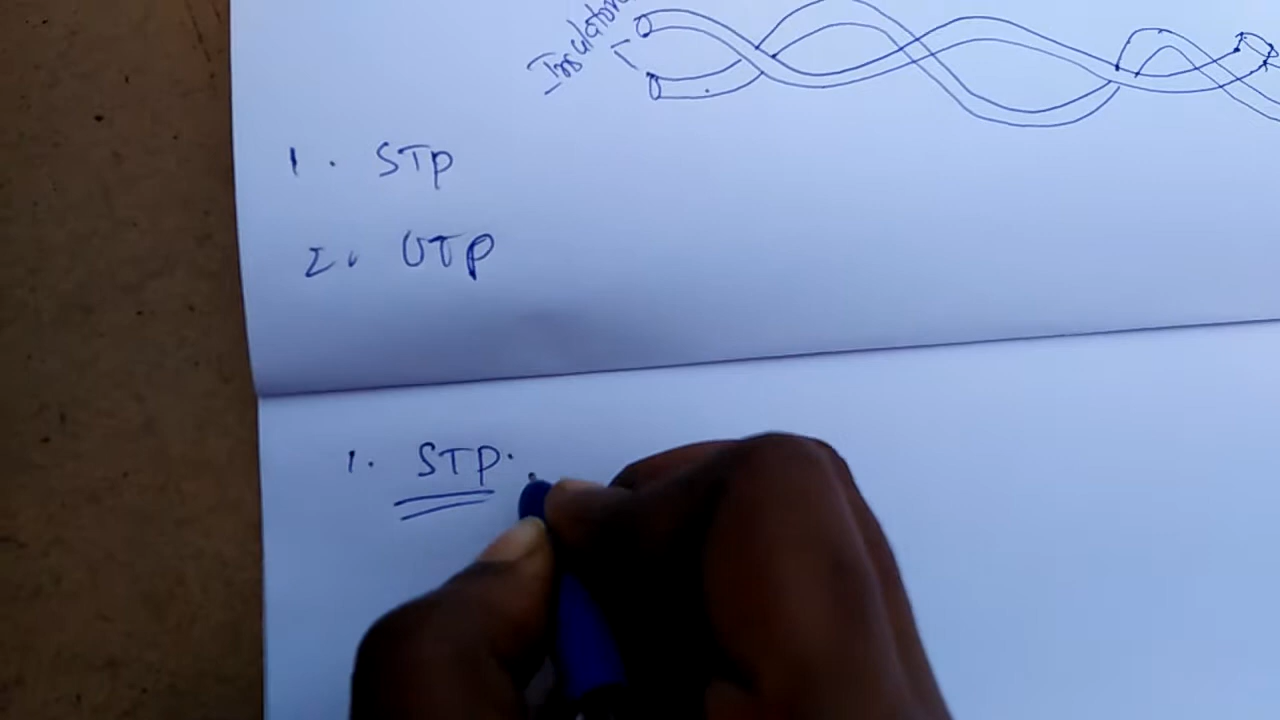 Insulator
1. STP
2. UTP
1. STP.